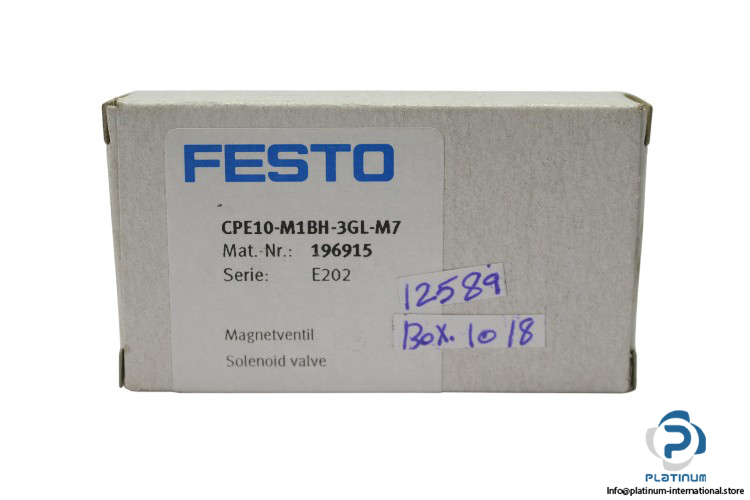 FESTO
CPE10-M1BH-3GL-M7
Mat.-Nr.: 196915
Serie: E202
12589
Box. 1018
Magnetventil
Solenoid valve
PLATINUM
Info@platinum-international.store